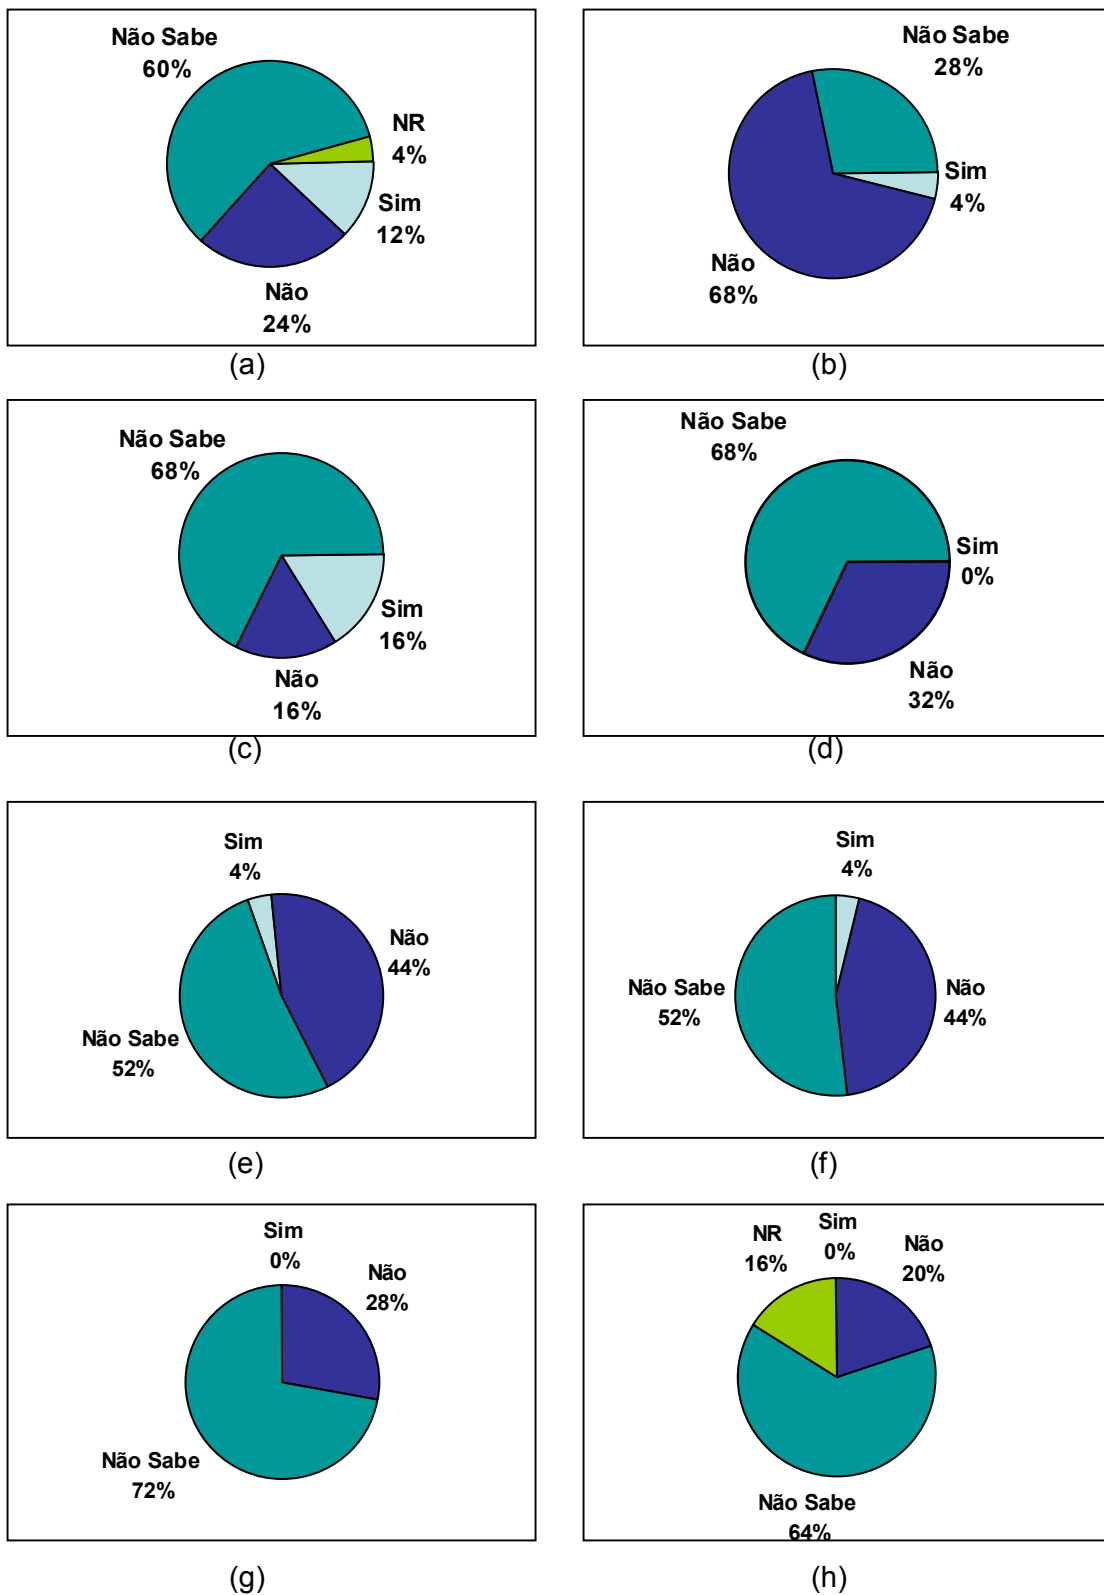 Não Sabe
60%
NR
4%
Sim
12%
Não
24%
(a)
Não Sabe
28%
Sim
4%
Não
68%
(b)
Não Sabe
68%
Sim
16%
Não
16%
(c)
Não Sabe
68%
Sim
0%
Não
32%
(d)
Sim
4%
Não
44%
Não Sabe
52%
(e)
Sim
4%
Não Sabe
52%
Não
44%
(f)
Sim
0%
Não
28%
Não Sabe
72%
(g)
NR
16%
Sim
0%
Não
20%
Não Sabe
64%
(h)